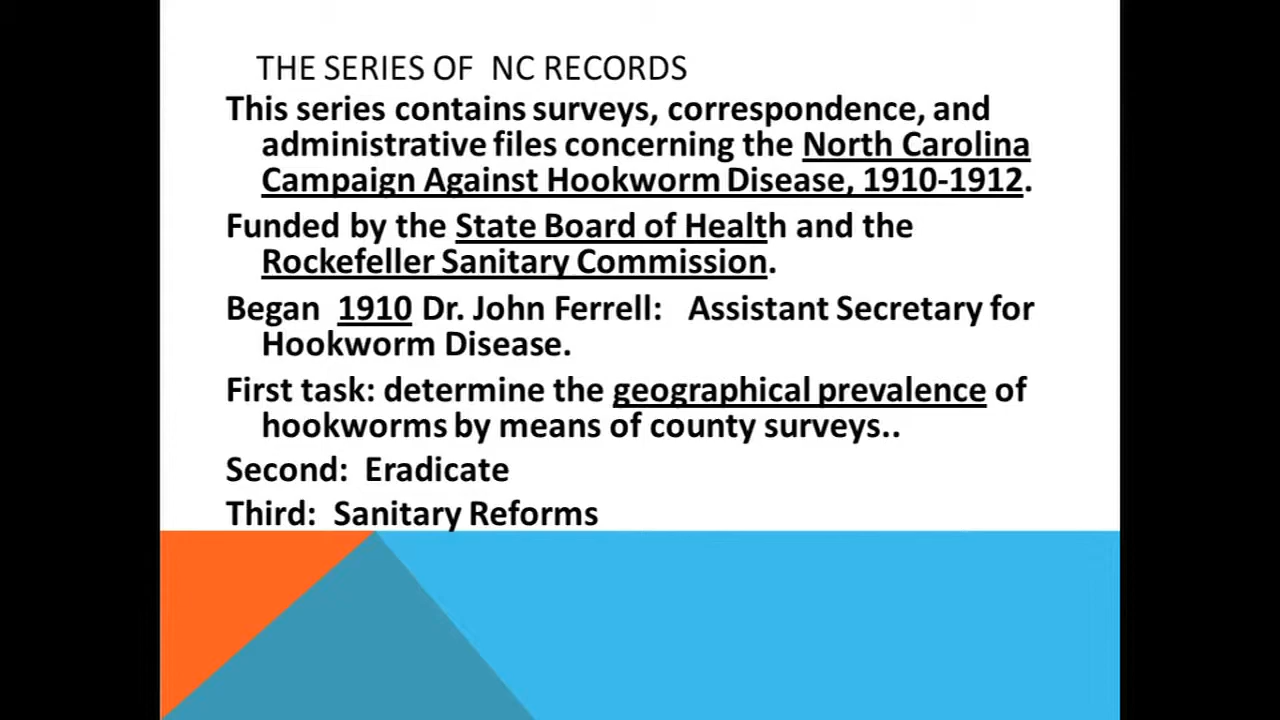 THE SERIES OF NC RECORDS
This series contains surveys, correspondence, and
administrative files concerning the North Carolina
Campaign Against Hookworm Disease, 1910-1912.
Funded by the State Board of Health and the
Rockefeller Sanitary Commission.
Began 1910 Dr. John Ferrell: Assistant Secretary for
Hookworm Disease.
First task: determine the geographical prevalence of
hookworms by means of county surveys..
Second: Eradicate
Third: Sanitary Reforms